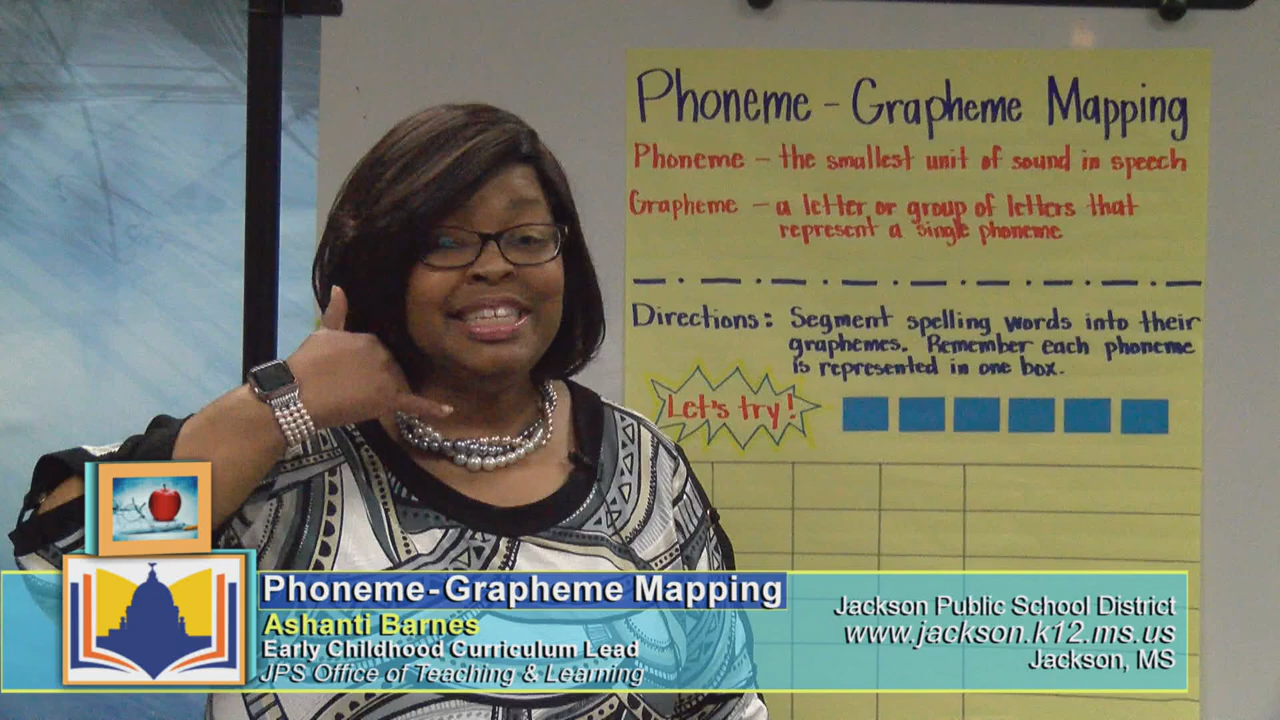 Phoneme - Grapheme Mapping
Phoneme - the smallest unit of sound in speech
Grapheme - a letter or group of letters that
represent a single phoneme
Directions: Segment spelling words into their
graphemes. Remember each phoneme
is represented in one box.
Let's try!
Phoneme-Grapheme Mapping
Ashanti Barnes
Early Childhood Curriculum Lead
JPS Office of Teaching & Learning
Jackson Public School District
www.jackson.k12.ms.us
Jackson, MS